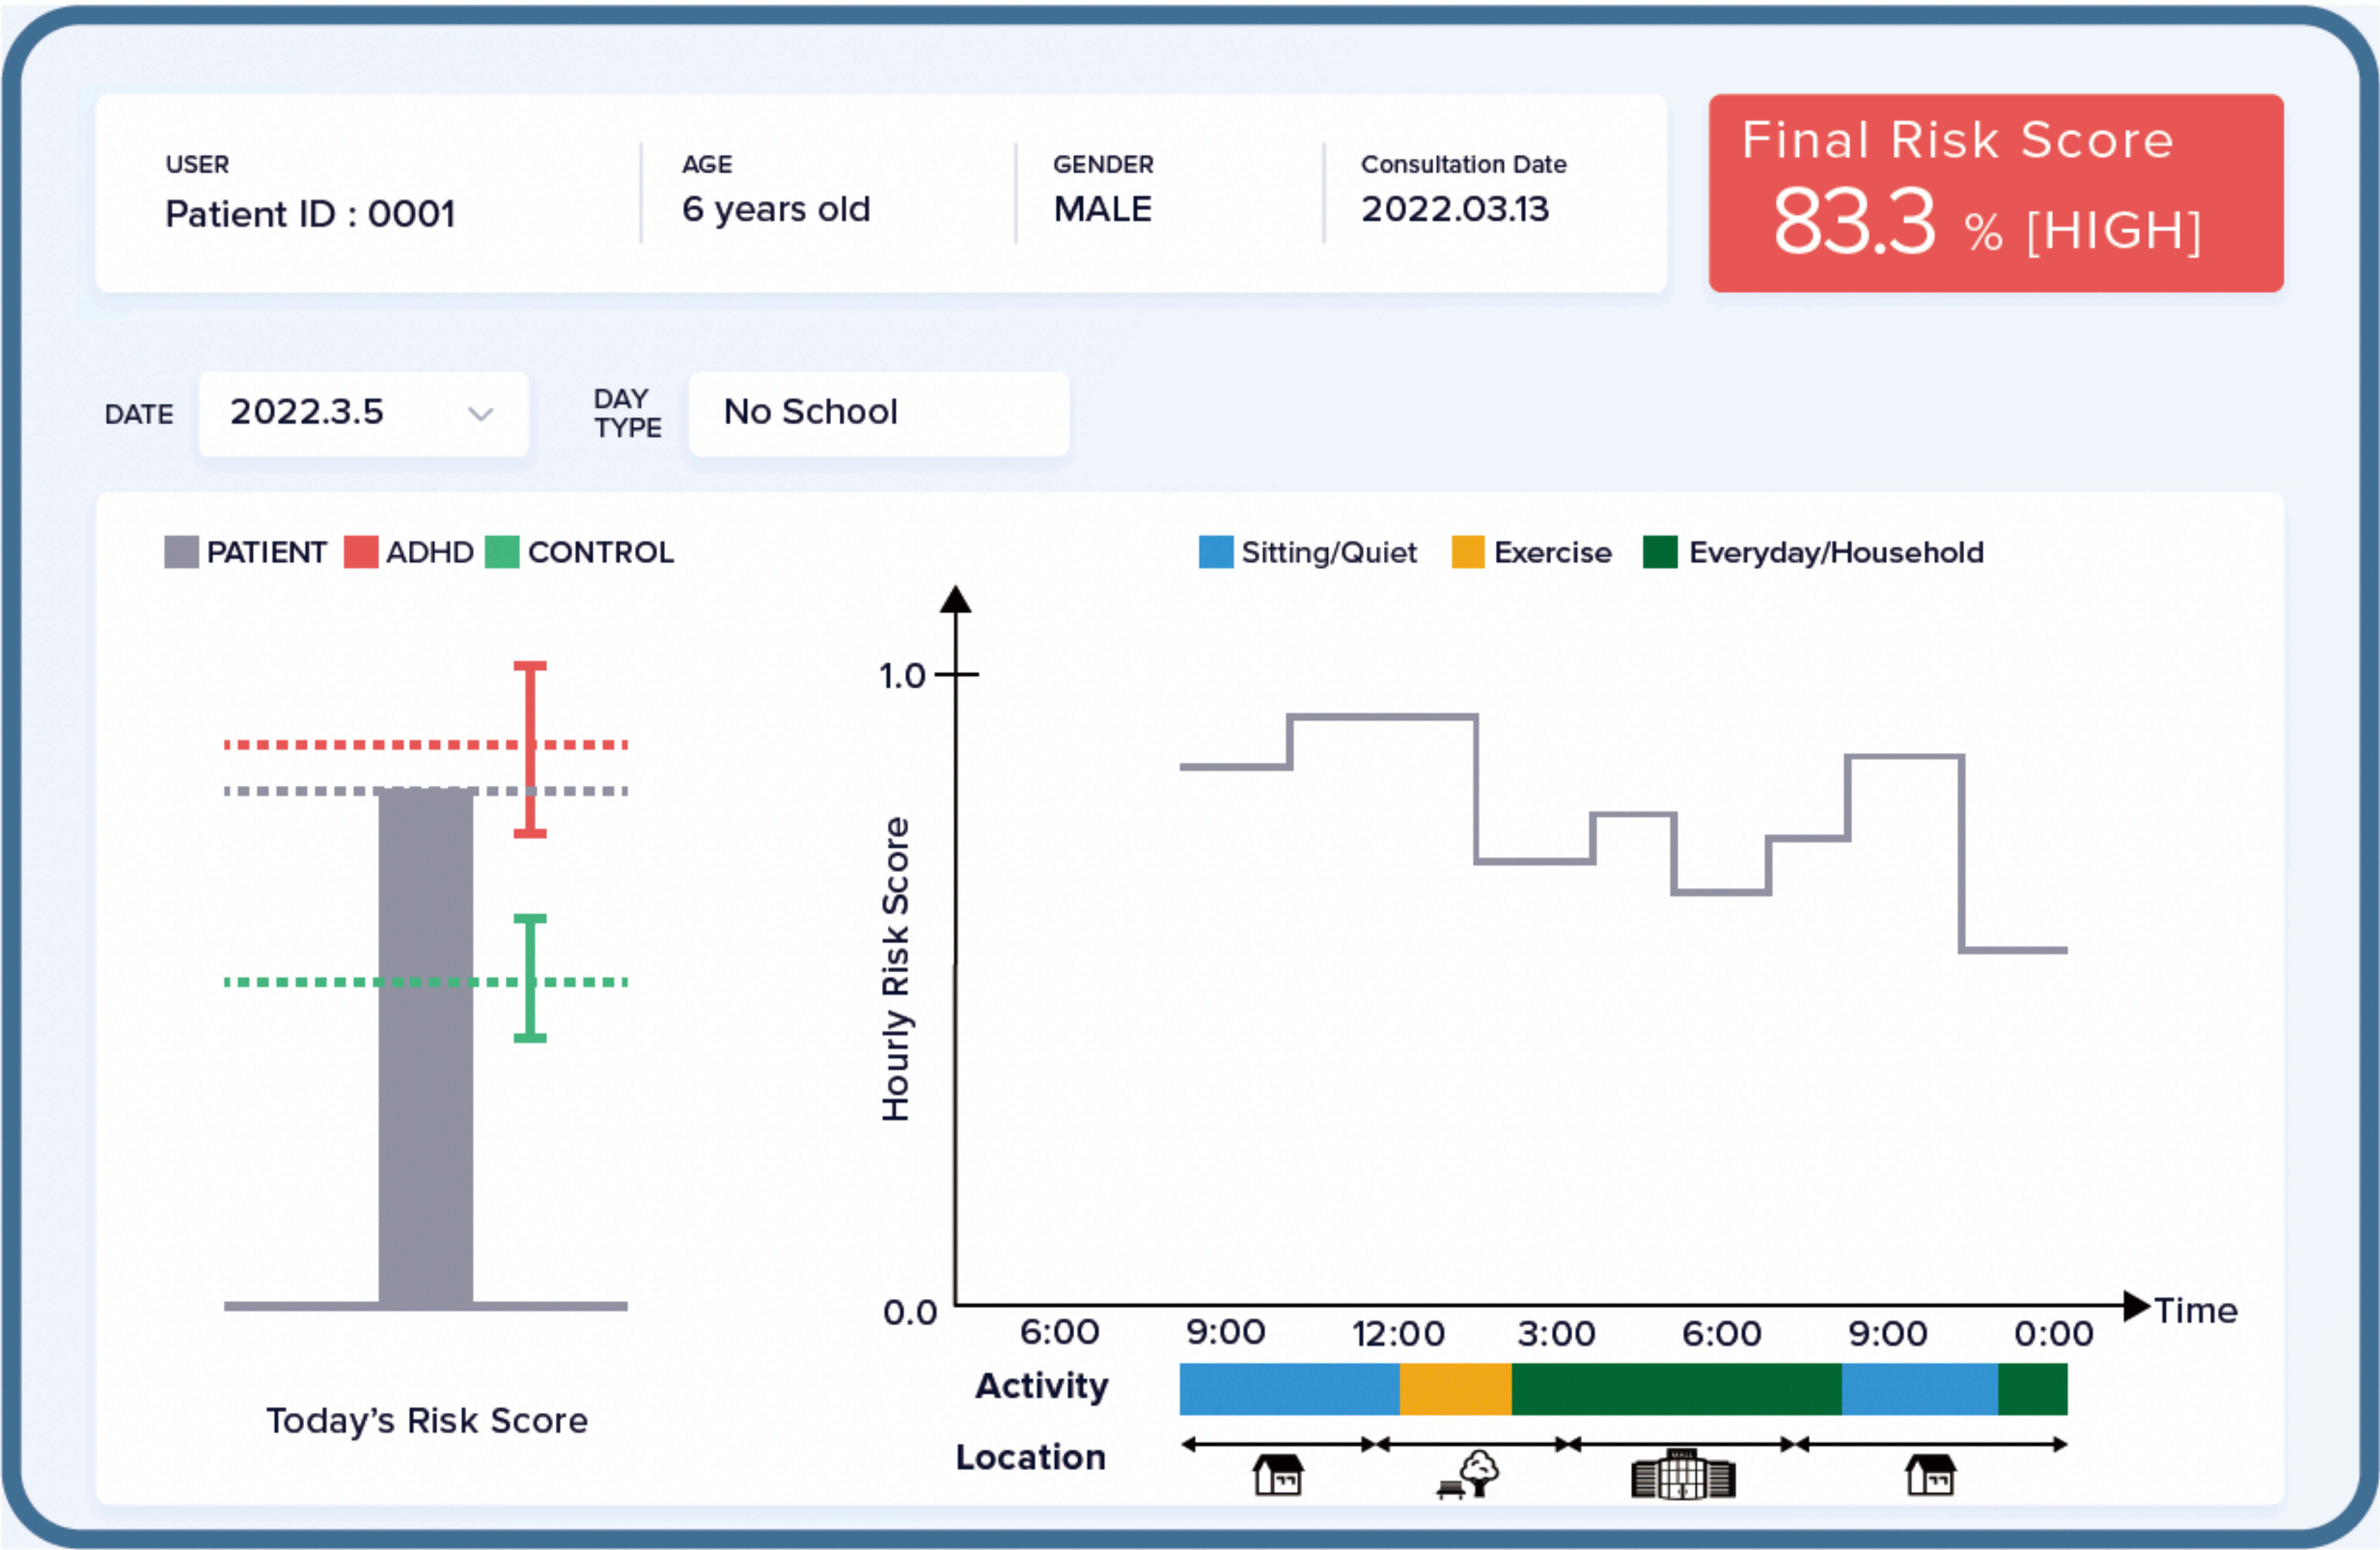 USER
Patient ID : 0001
AGE
6 years old
GENDER
MALE
Consultation Date
2022.03.13
Final Risk Score
83.3 % [HIGH]
DATE
2022.3.5
DAY
TYPE
No School
PATIENT
ADHD
CONTROL
Today's Risk Score
Sitting/Quiet
Exercise
Everyday/Household
1.0
Hourly Risk Score
0.0
Time
6:00
9:00
12:00
3:00
6:00
9:00
0:00
Activity
Location
MALL